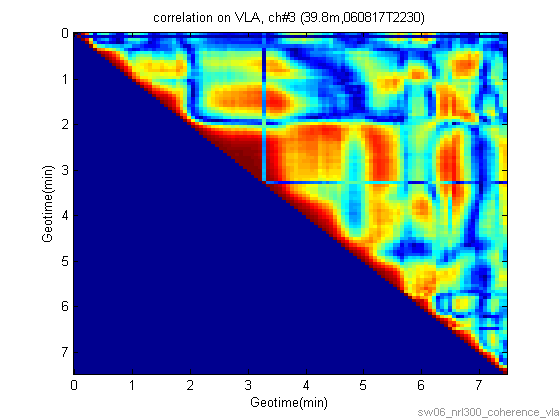 correlation on VLA, ch#3 (39.8m,060817T2230)
0
1
2
3
4
5
6
7
Geotime(min)
0 1 2 3 4 5 6 7
Geotime(min)
sw06_nrl300_coherence_vla